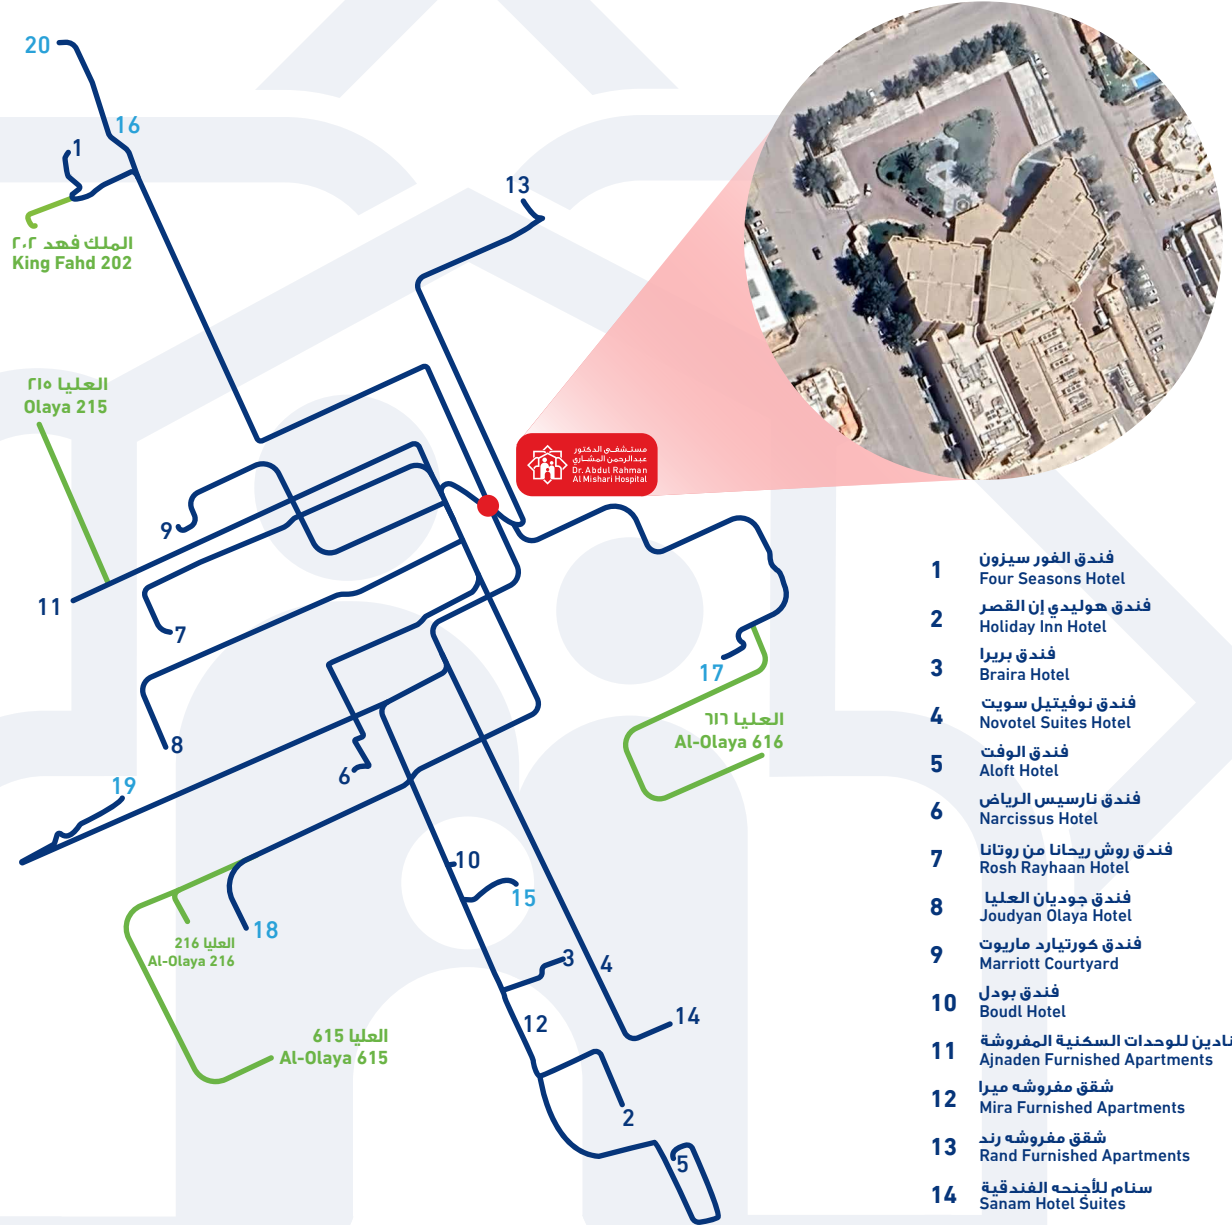 20
16
1
13
الملك فهد ٢٠٢
King Fahd 202
العليا ٢١٥
Olaya 215
مستشفى الدكتور
عبدالرحمن المشاري
Dr. Abdul Rahman
Al Mishari Hospital
9
11
7
17
8
العليا ٦١٦
Al-Olaya 616
6
19
10
15
18
العليا 216
Al-Olaya 216
3
4
14
12
العليا 615
Al-Olaya 615
2
5
1
فندق الفور سيزون
Four Seasons Hotel
2
فندق هوليدي إن القصر
Holiday Inn Hotel
3
فندق بريرا
Braira Hotel
4
فندق نوفيتيل سويت
Novotel Suites Hotel
5
فندق الوفت
Aloft Hotel
6
فندق نارسيس الرياض
Narcissus Hotel
7
فندق روش ريحانا من روتانا
Rosh Rayhaan Hotel
8
فندق جوديان العليا
Joudyan Olaya Hotel
9
فندق كورتيارد ماريوت
Marriott Courtyard
10
فندق بودل
Boudl Hotel
11
نادين للوحدات السكنية المفروشة
Ajnaden Furnished Apartments
12
شقق مفروشه ميرا
Mira Furnished Apartments
13
شقق مفروشه رند
Rand Furnished Apartments
14
سنام للأجنحه الفندقية
Sanam Hotel Suites